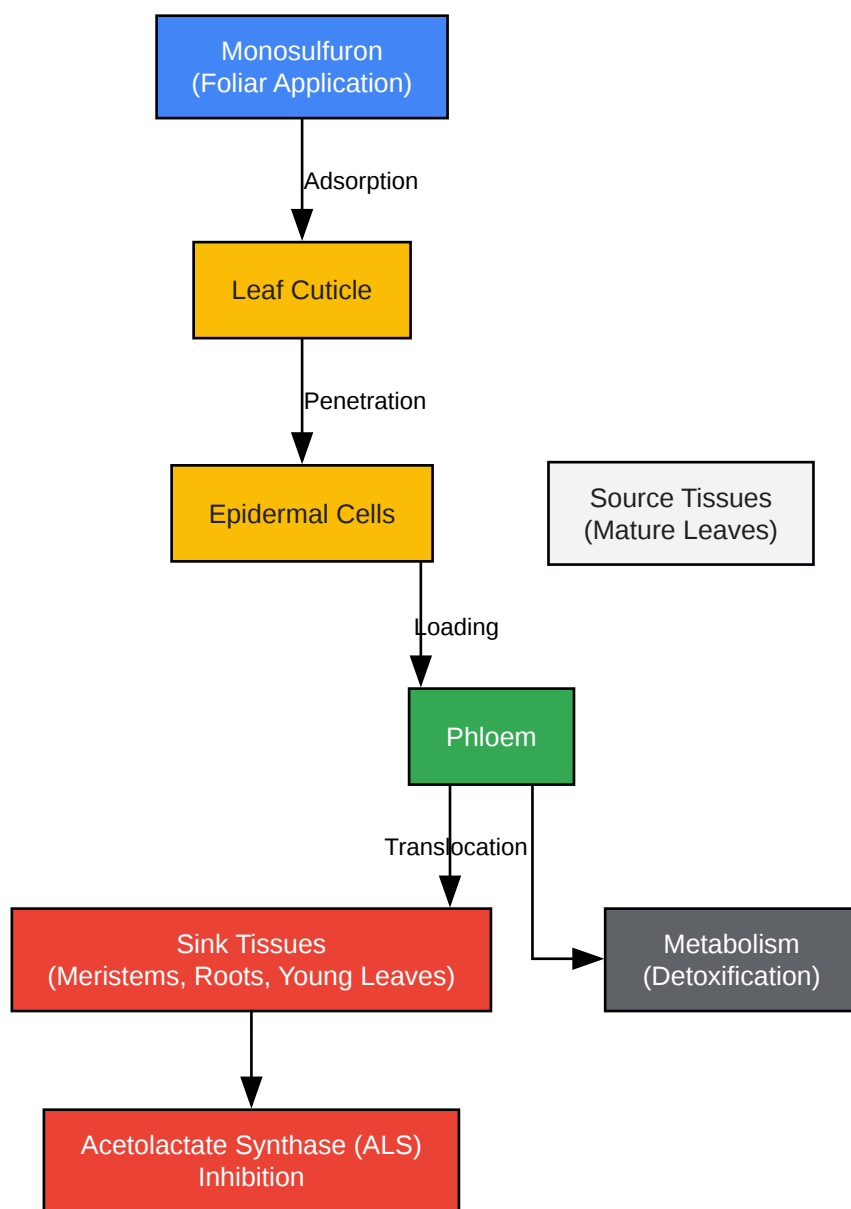 Monosulfuron
(Foliar Application)
Adsorption
Leaf Cuticle
Penetration
Epidermal Cells
Source Tissues
(Mature Leaves)
Loading
Phloem
Translocation
Sink Tissues
(Meristems, Roots, Young Leaves)
Metabolism
(Detoxification)
Acetolactate Synthase (ALS)
Inhibition